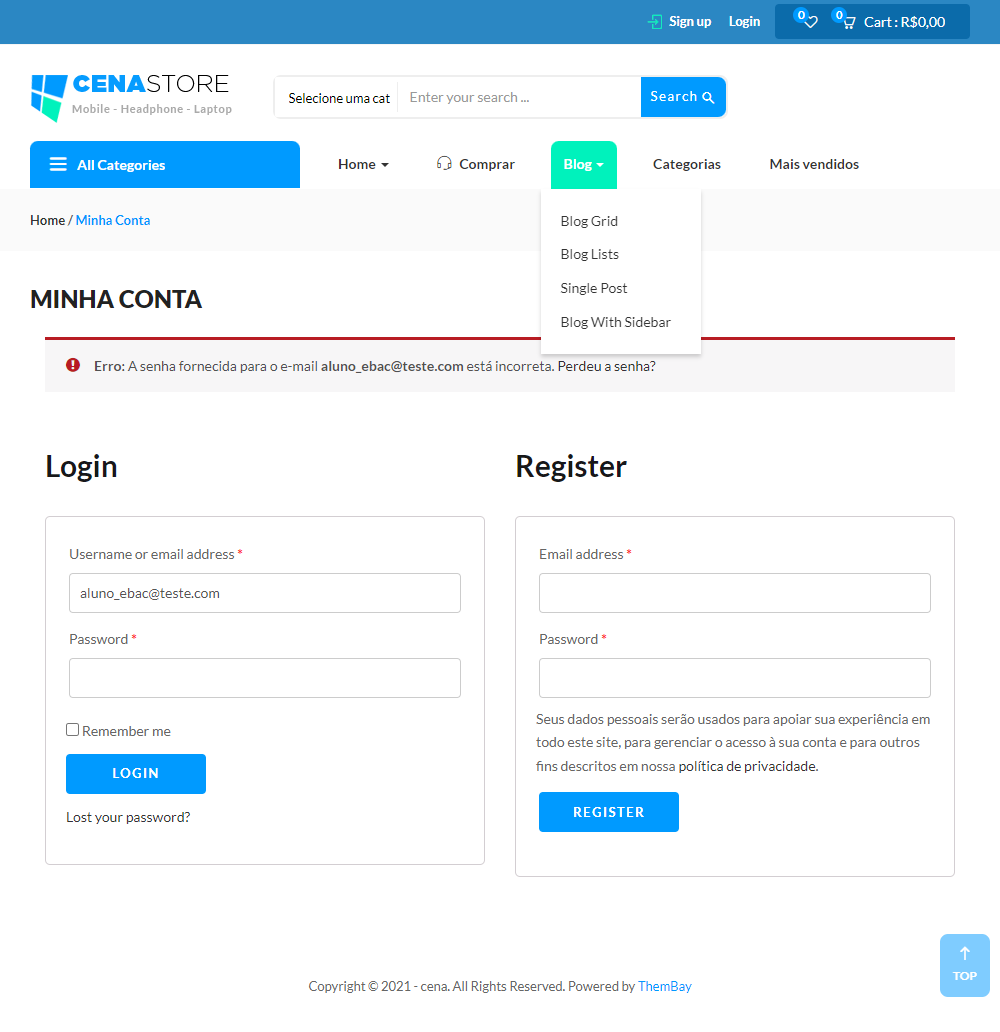 Sign up Login 0 0 Cart : R$0,00
CENASTORE
Mobile - Headphone - Laptop
Selecione uma cat Enter your search ... Search
All Categories Home Comprar Blog Categorias Mais vendidos
Home / Minha Conta
Blog Grid
Blog Lists
Single Post
Blog With Sidebar
MINHA CONTA
Erro: A senha fornecida para o e-mail aluno_ebac@teste.com está incorreta. Perdeu a senha?
Login
Username or email address *
aluno_ebac@teste.com
Password *
Remember me
LOGIN
Lost your password?
Register
Email address *
Password *
Seus dados pessoais serão usados para apoiar sua experiência em
todo este site, para gerenciar o acesso à sua conta e para outros
fins descritos em nossa política de privacidade.
REGISTER
TOP
Copyright © 2021 - cena. All Rights Reserved. Powered by ThemBay